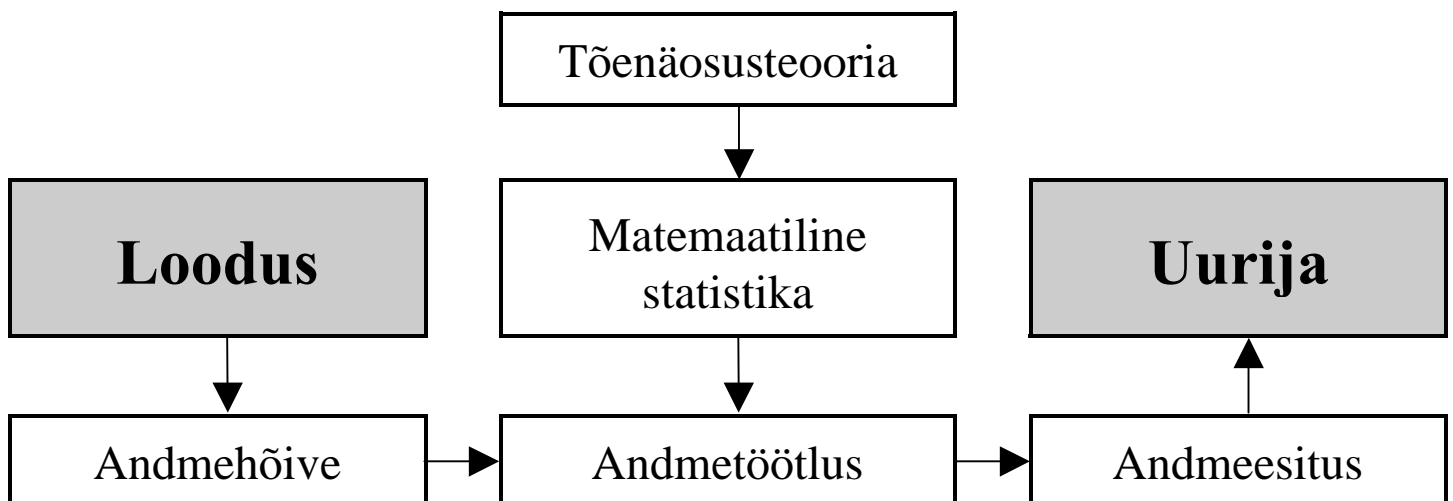 Tõenäosusteooria
Loodus
Matemaatiline
statistika
Uurija
Andmehõive
Andmetöötlus
Andmeesitus